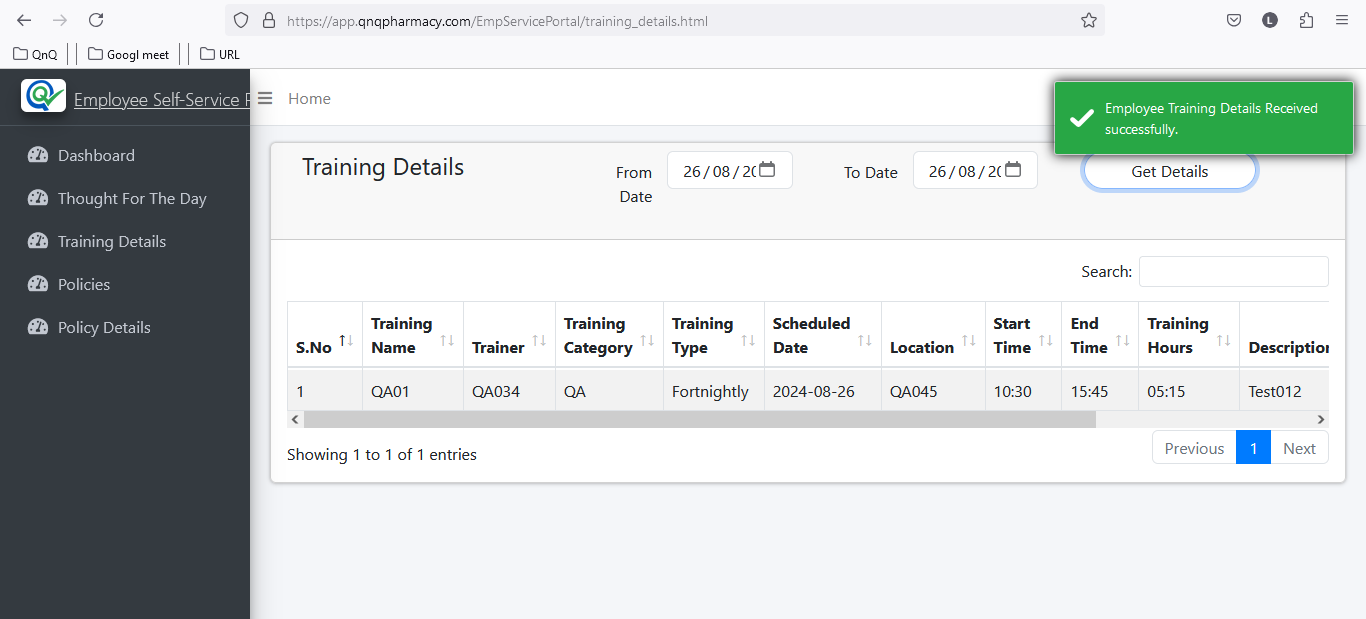 https://app.qnqpharmacy.com/EmpServicePortal/training_details.html
L
QnQ
Googl meet
URL
Employee Self-Service
Home
Employee Training Details Received
successfully.
Dashboard
Thought For The Day
Training Details
Policies
Policy Details
Training Details
From
Date
26/08/20
To Date
26/08/20
Get Details
Search:
S.No Training Name Trainer Training Category Training Type Scheduled Date Location Start Time End Time Training Hours Description
1 QA01 QA034 QA Fortnightly 2024-08-26 QA045 10:30 15:45 05:15 Test012
Showing 1 to 1 of 1 entries
Previous 1 Next